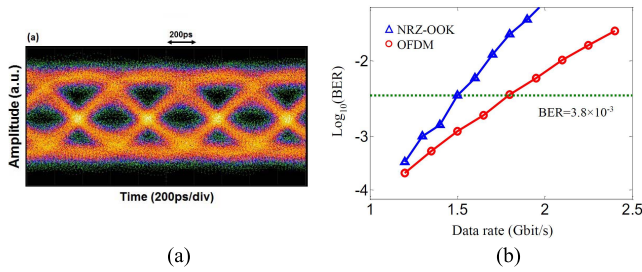 (a)
200ps
Amplitude (a.u.)
Time (200ps/div)
(a)
NRZ-OOK
OFDM
-2
-3
-4
Log10(BER)
BER=3.8×10-3
1
1.5
2
2.5
Data rate (Gbit/s)
(b)